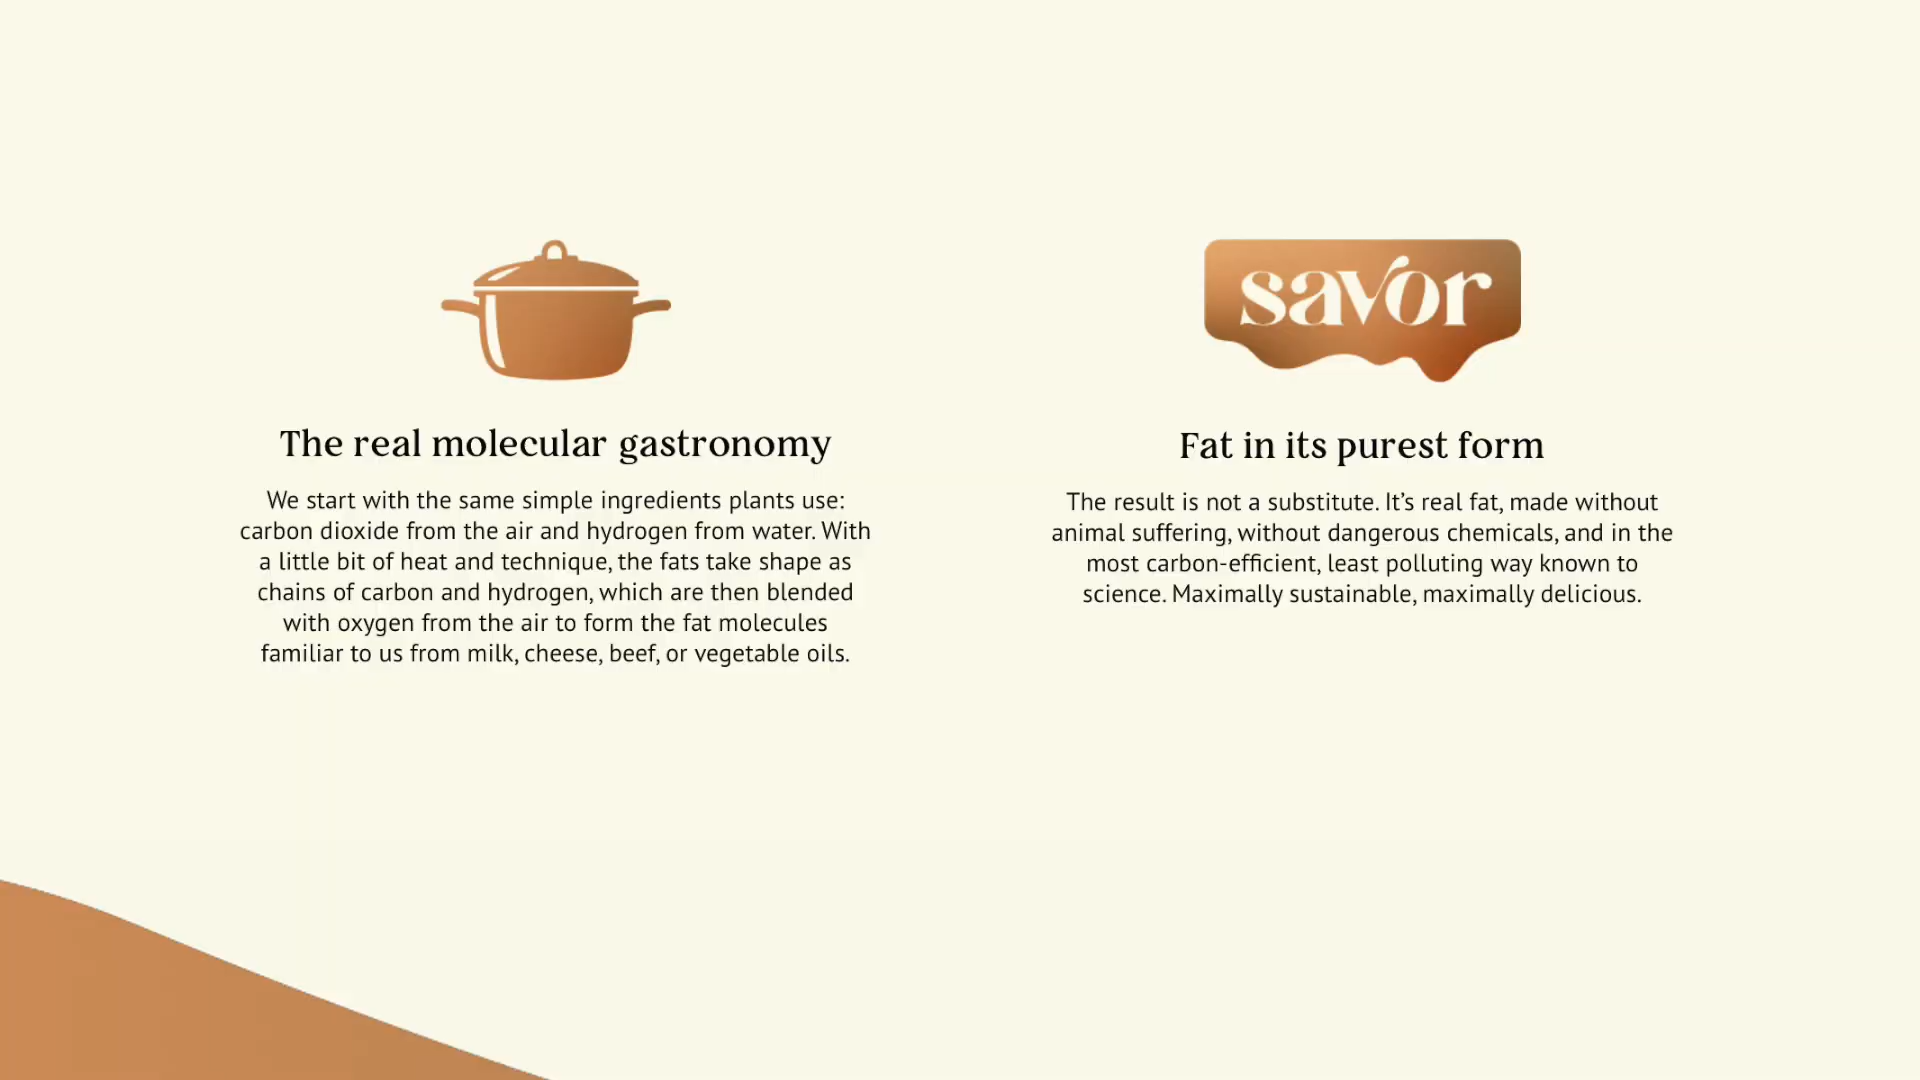 The real molecular gastronomy
We start with the same simple ingredients plants use:
carbon dioxide from the air and hydrogen from water. With
a little bit of heat and technique, the fats take shape as
chains of carbon and hydrogen, which are then blended
with oxygen from the air to form the fat molecules
familiar to us from milk, cheese, beef, or vegetable oils.
savor
Fat in its purest form
The result is not a substitute. It’s real fat, made without
animal suffering, without dangerous chemicals, and in the
most carbon-efficient, least polluting way known to
science. Maximally sustainable, maximally delicious.